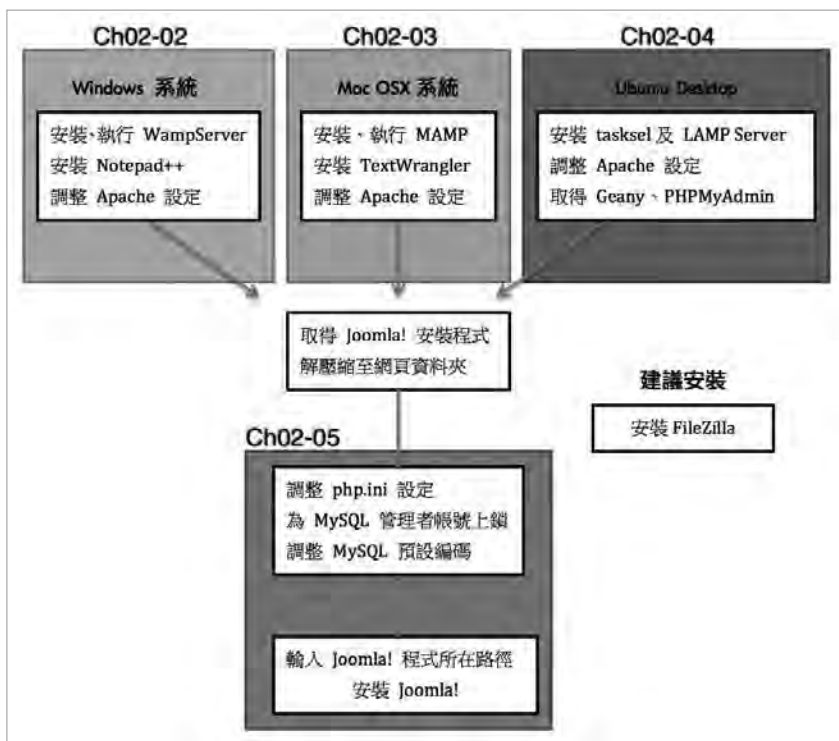 Ch02-02
Windows 系統
安裝、執行 WampServer
安裝 Notepad++
調整 Apache 設定
Ch02-03
Mac OSX 系統
安裝、執行 MAMP
安裝 TextWrangler
調整 Apache 設定
Ch02-04
Ubuntu Desktop
安裝 tasksel 及 LAMP Server
調整 Apache 設定
取得 Geany、PHPMyAdmin
取得 Joomla! 安裝程式
解壓縮至網頁資料夾
建議安裝
安裝 FileZilla
Ch02-05
調整 php.ini 設定
為 MySQL 管理者帳號上鎖
調整 MySQL 預設編碼
輸入 Joomla! 程式所在路徑
安裝 Joomla!